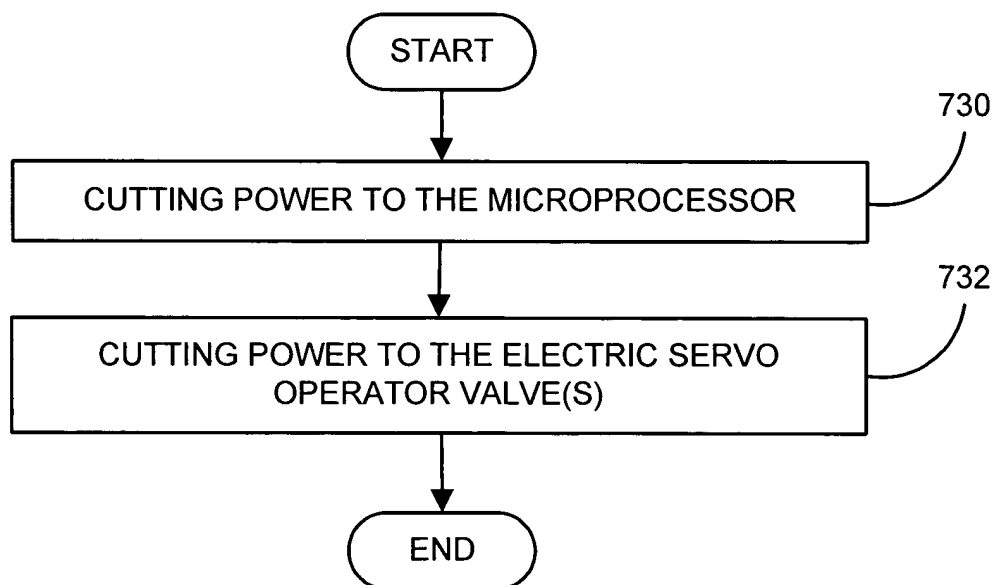 START
730
CUTTING POWER TO THE MICROPROCESSOR
732
CUTTING POWER TO THE ELECTRIC SERVO
OPERATOR VALVE(S)
END